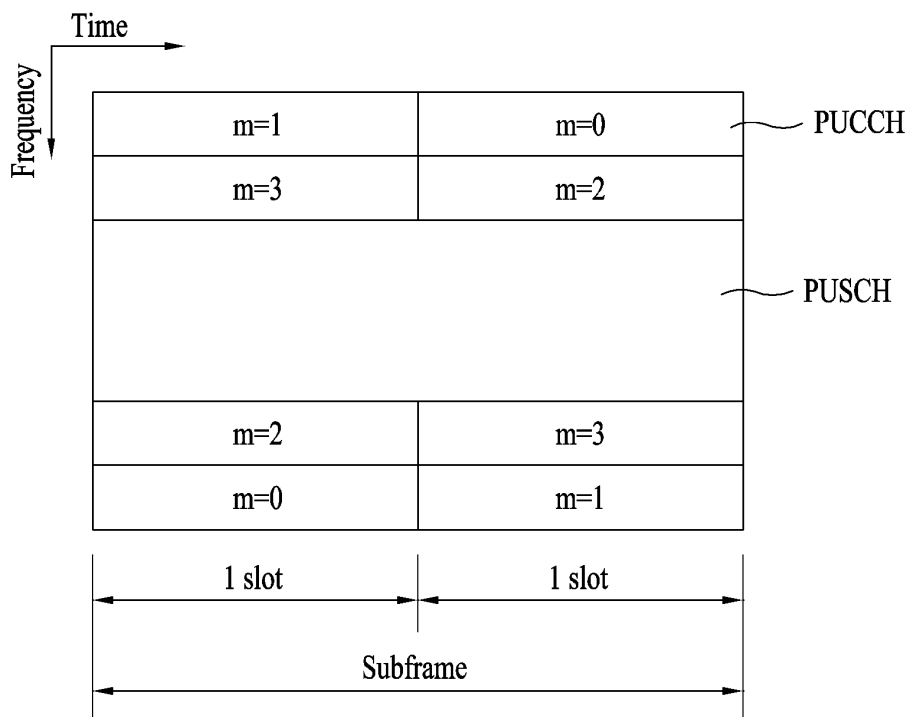 Time
Frequency
m=1
m=0
PUCCH
m=3
m=2
PUSCH
m=2
m=3
m=0
m=1
1 slot
1 slot
Subframe